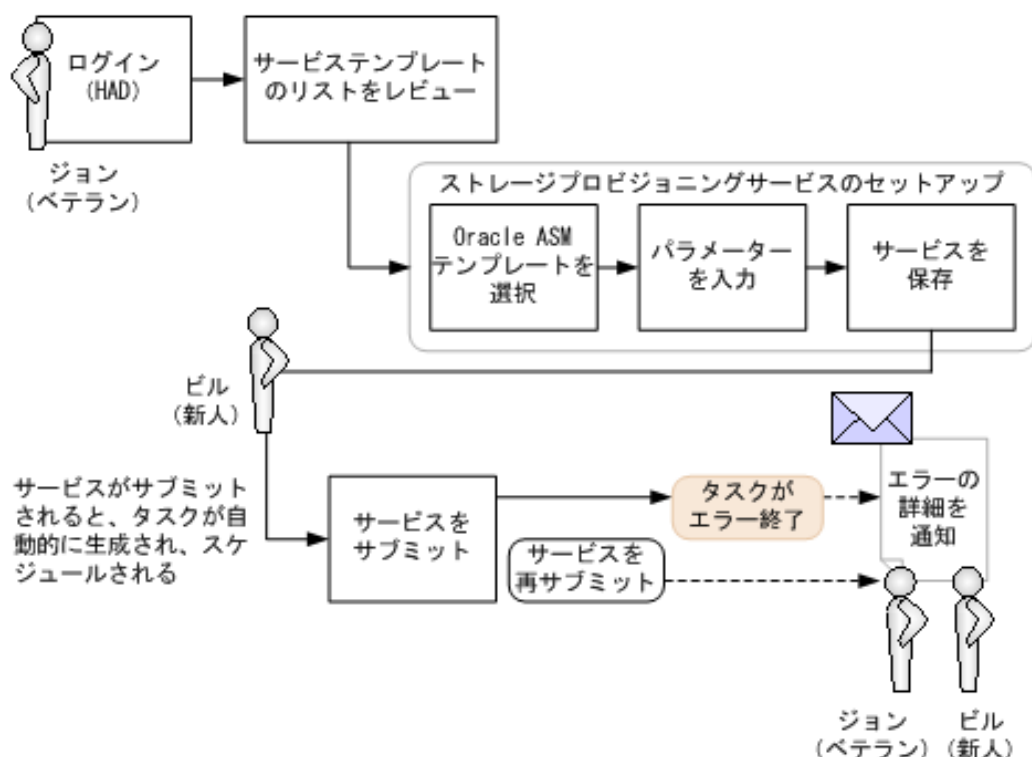 ログイン
(HAD)
サービステンプレート
のリストをレビュー
ジョン
(ベテラン)
ストレージプロビジョニングサービスのセットアップ
Oracle ASM
テンプレートを
選択
パラメーター
を入力
サービスを
保存
ビル
(新人)
サービスがサブミット
されると、タスクが自
動的に生成され、スケ
ジュールされる
サービスを
サブミット
タスクが
エラー終了
エラーの
詳細を
通知
サービスを
再サブミット
ジョン
(ベテラン)
ビル
(新人)